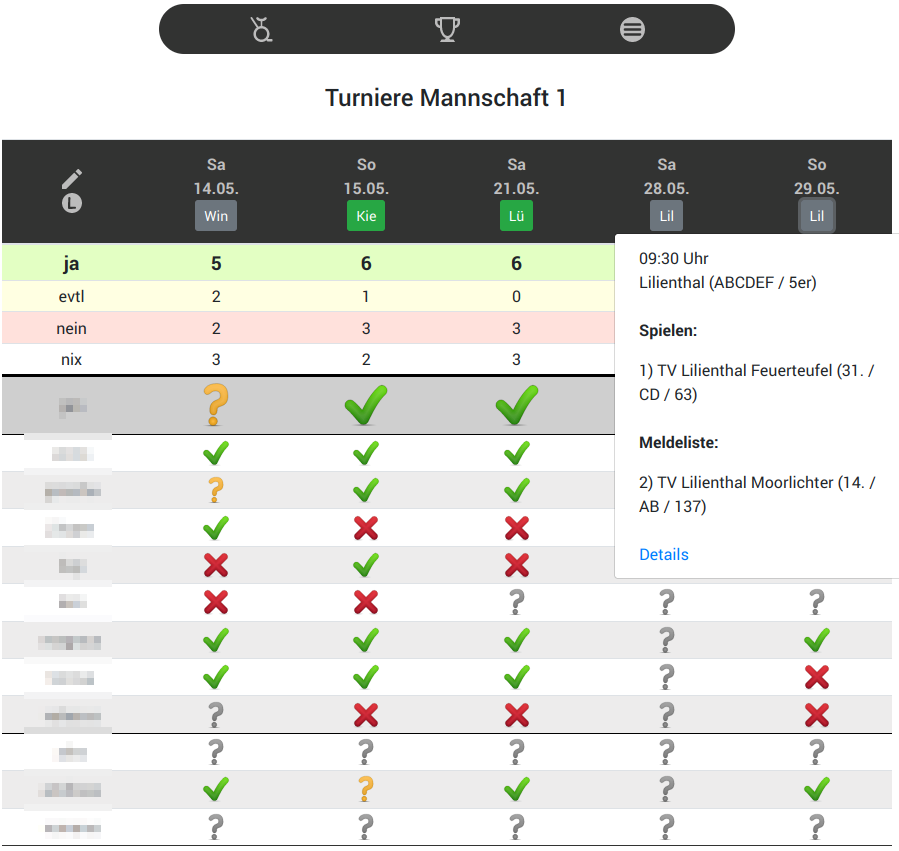 Turniere Mannschaft 1
Sa So Sa Sa So
14.05. 15.05. 21.05. 28.05. 29.05.
L Win Kie Lü Lil Lil
ja 5 6 6
evtl 2 1 0
nein 2 3 3
nix 3 2 3
09:30 Uhr
Lilienthal (ABCDEF / 5er)
Spielen:
1) TV Lilienthal Feuerteufel (31. /
CD / 63)
Meldeliste:
2) TV Lilienthal Moorlichter (14. /
AB / 137)
Details